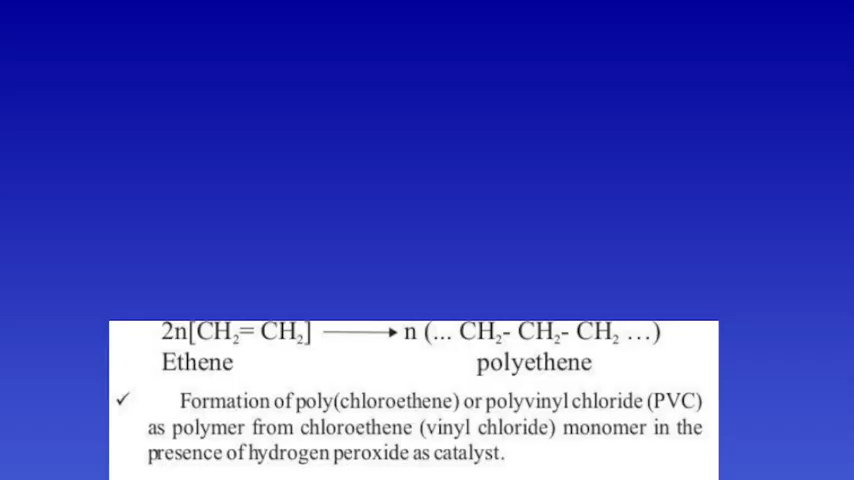 2n[CH₂= CH₂] ⟶ n (... CH₂- CH₂- CH₂ ...)
Ethene polyethene
✓ Formation of poly(chloroethene) or polyvinyl chloride (PVC)
as polymer from chloroethene (vinyl chloride) monomer in the
presence of hydrogen peroxide as catalyst.